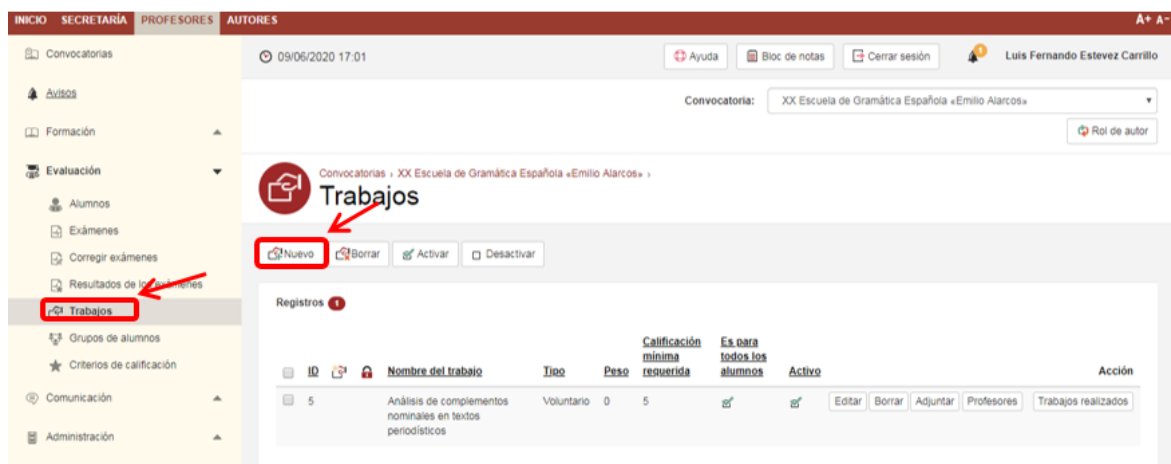 INICIO SECRETARÍA PROFESORES AUTORES A+ A-
Convocatorias
09/06/2020 17:01 Ayuda Bloc de notas Cerrar sesión 1 Luis Fernando Estevez Carrillo
Avisos
Convocatoria: XX Escuela de Gramática Española «Emilio Alarcos»
Formación
Rol de autor
Evaluación
Convocatorias › XX Escuela de Gramática Española «Emilio Alarcos» ›
Trabajos
Alumnos
Exámenes
Corregir exámenes
Resultados de los exámenes
Trabajos
Grupos de alumnos
Criterios de calificación
Comunicación
Administración
Nuevo Borrar Activar Desactivar
Registros 1
ID Nombre del trabajo Tipo Peso Calificación mínima requerida Es para todos los alumnos Activo Acción
5 Análisis de complementos nominales en textos periodísticos Voluntario 0 5 Editar Borrar Adjuntar Profesores Trabajos realizados